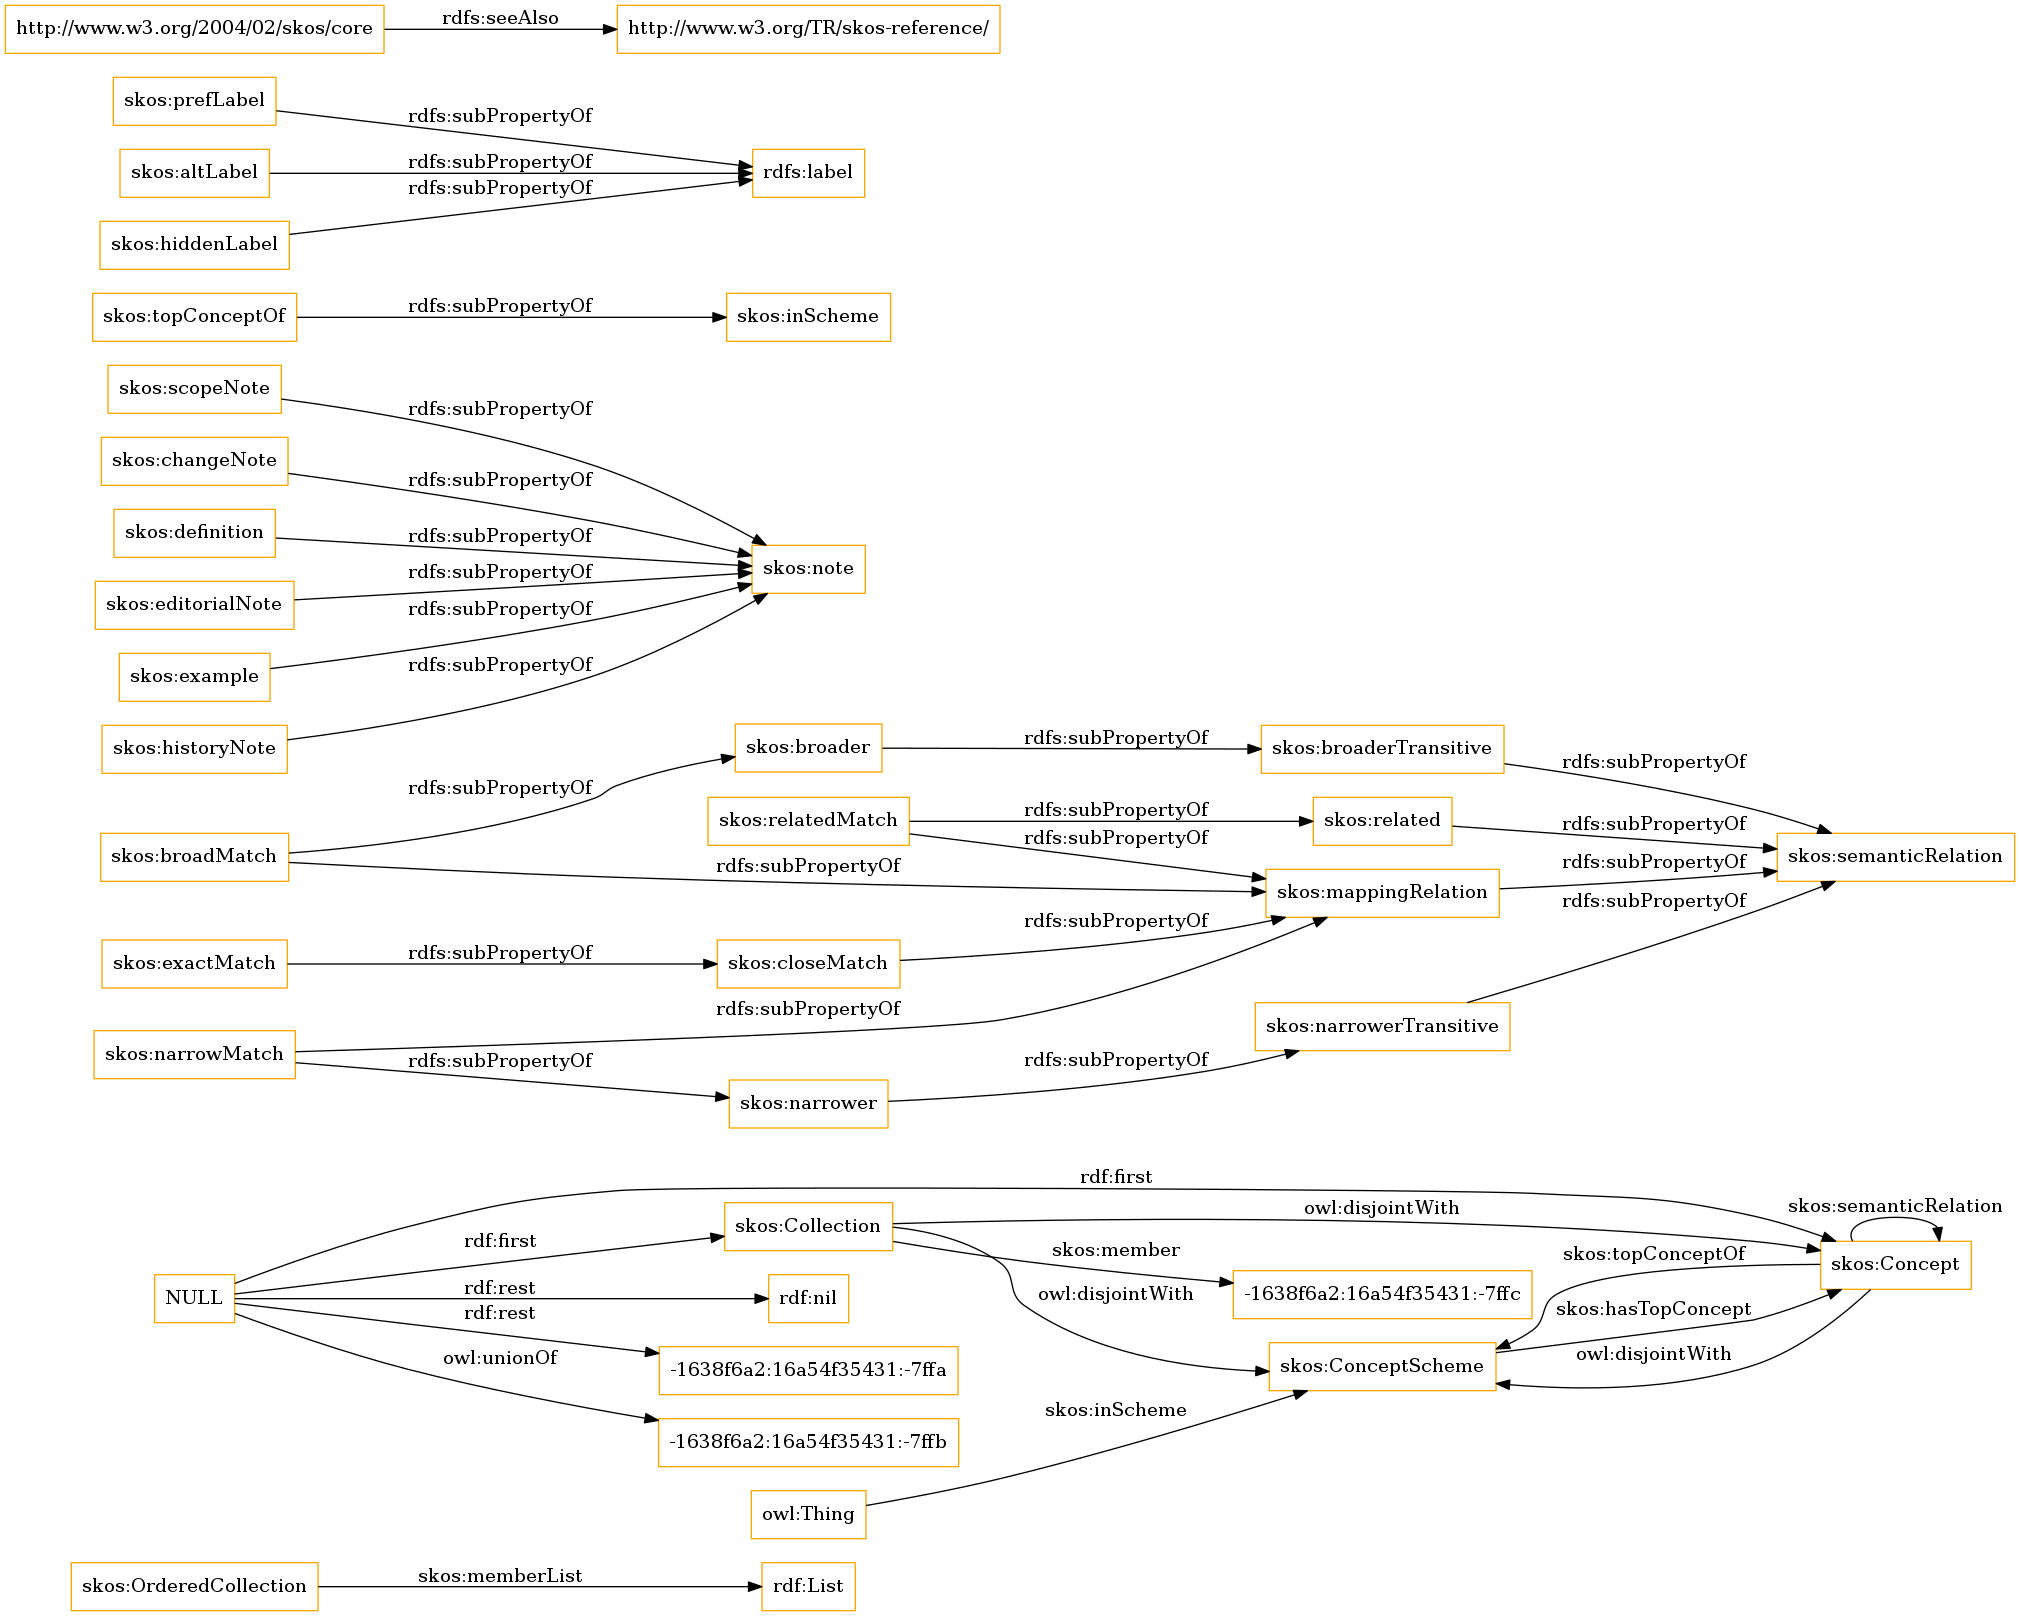 http://www.w3.org/2004/02/skos/core
rdfs:seeAlso
http://www.w3.org/TR/skos-reference/
skos:prefLabel
rdfs:subPropertyOf
skos:altLabel
rdfs:subPropertyOf
rdfs:label
skos:hiddenLabel
rdfs:subPropertyOf
skos:topConceptOf
rdfs:subPropertyOf
skos:inScheme
skos:scopeNote
rdfs:subPropertyOf
skos:changeNote
rdfs:subPropertyOf
skos:definition
rdfs:subPropertyOf
skos:note
skos:editorialNote
rdfs:subPropertyOf
skos:example
rdfs:subPropertyOf
skos:historyNote
rdfs:subPropertyOf
skos:broader
rdfs:subPropertyOf
skos:broaderTransitive
rdfs:subPropertyOf
skos:broadMatch
rdfs:subPropertyOf
rdfs:subPropertyOf
skos:relatedMatch
rdfs:subPropertyOf
rdfs:subPropertyOf
skos:related
rdfs:subPropertyOf
skos:semanticRelation
skos:mappingRelation
rdfs:subPropertyOf
rdfs:subPropertyOf
skos:exactMatch
rdfs:subPropertyOf
skos:closeMatch
rdfs:subPropertyOf
skos:narrowMatch
rdfs:subPropertyOf
rdfs:subPropertyOf
skos:narrower
rdfs:subPropertyOf
skos:narrowerTransitive
rdf:first
skos:Collection
owl:disjointWith
skos:semanticRelation
rdf:first
skos:member
skos:topConceptOf
skos:Concept
NULL
rdf:rest
rdf:nil
owl:disjointWith
-1638f6a2:16a54f35431:-7ffc
skos:hasTopConcept
rdf:rest
owl:disjointWith
owl:unionOf
-1638f6a2:16a54f35431:-7ffa
skos:ConceptScheme
skos:inScheme
-1638f6a2:16a54f35431:-7ffb
owl:Thing
skos:OrderedCollection
skos:memberList
rdf:List